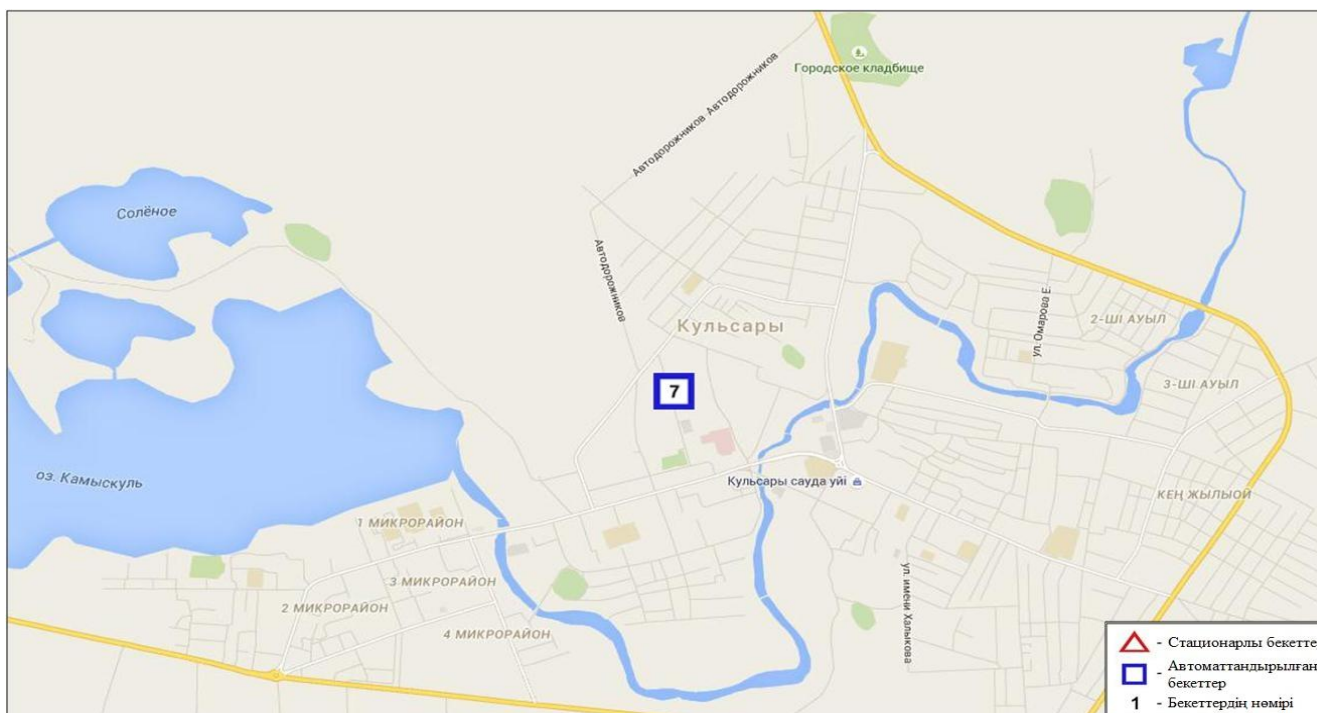 Городское кладбище
Автодорожников Автодорожников
Солёное
Автодорожников
Кульсары
ул. Омарова Е.
2-ШІ АУЫЛ
3-ШІ АУЫЛ
7
оз. Камыскуль
Кульсары сауда уйі
КЕҢ ЖЫЛЫОЙ
1 МИКРОРАЙОН
3 МИКРОРАЙОН
2 МИКРОРАЙОН
4 МИКРОРАЙОН
ул. имени Халыкова
- Стационарлы бекетте
- Автоматтандырылған
бекеттер
1 - Бекеттердің нөмірі